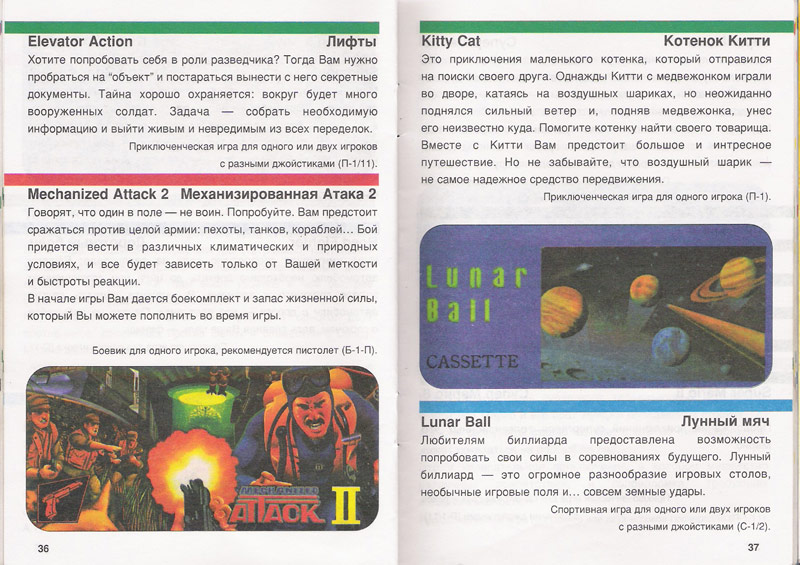 Elevator Action Лифты
Хотите попробовать себя в роли разведчика? Тогда Вам нужно
пробраться на "объект" и постараться вынести с него секретные
документы. Тайна хорошо охраняется: вокруг будет много
вооруженных солдат. Задача — собрать необходимую
информацию и выйти живым и невредимым из всех переделок.
Приключенческая игра для одного или двух игроков
с разными джойстиками (П-1/11).
Mechanized Attack 2 Механизированная Атака 2
Говорят, что один в поле — не воин. Попробуйте. Вам предстоит
сражаться против целой армии: пехоты, танков, кораблей... Бой
придется вести в различных климатических и природных
условиях, и все будет зависеть только от Вашей меткости
и быстроты реакции.
В начале игры Вам дается боекомплект и запас жизненной силы,
который Вы можете пополнить во время игры.
Боевик для одного игрока, рекомендуется пистолет (Б-1-П).
MECHANIZED
ATTACK II
36
Kitty Cat Котенок Китти
Это приключения маленького котенка, который отправился
на поиски своего друга. Однажды Китти с медвежонком играли
во дворе, катаясь на воздушных шариках, но неожиданно
поднялся сильный ветер и, подняв медвежонка, унес
его неизвестно куда. Помогите котенку найти своего товарища.
Вместе с Китти Вам предстоит большое и интресное
путешествие. Но не забывайте, что воздушный шарик —
не самое надежное средство передвижения.
Приключенческая игра для одного игрока (П-1).
Lunar
Ball
CASSETTE
Lunar Ball Лунный мяч
Любителям биллиарда предоставлена возможность
попробовать свои силы в соревнованиях будущего. Лунный
биллиард — это огромное разнообразие игровых столов,
необычные игровые поля и... совсем земные удары.
Спортивная игра для одного или двух игроков
с разными джойстиками (С-1/2).
37